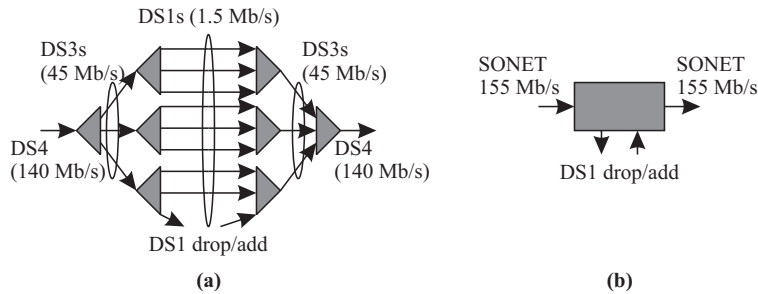 DS1s (1.5 Mb/s)
DS3s
(45 Mb/s)
DS3s
(45 Mb/s)
DS4
(140 Mb/s)
DS4
(140 Mb/s)
DS1 drop/add
(a)
SONET
155 Mb/s
SONET
155 Mb/s
DS1 drop/add
(b)